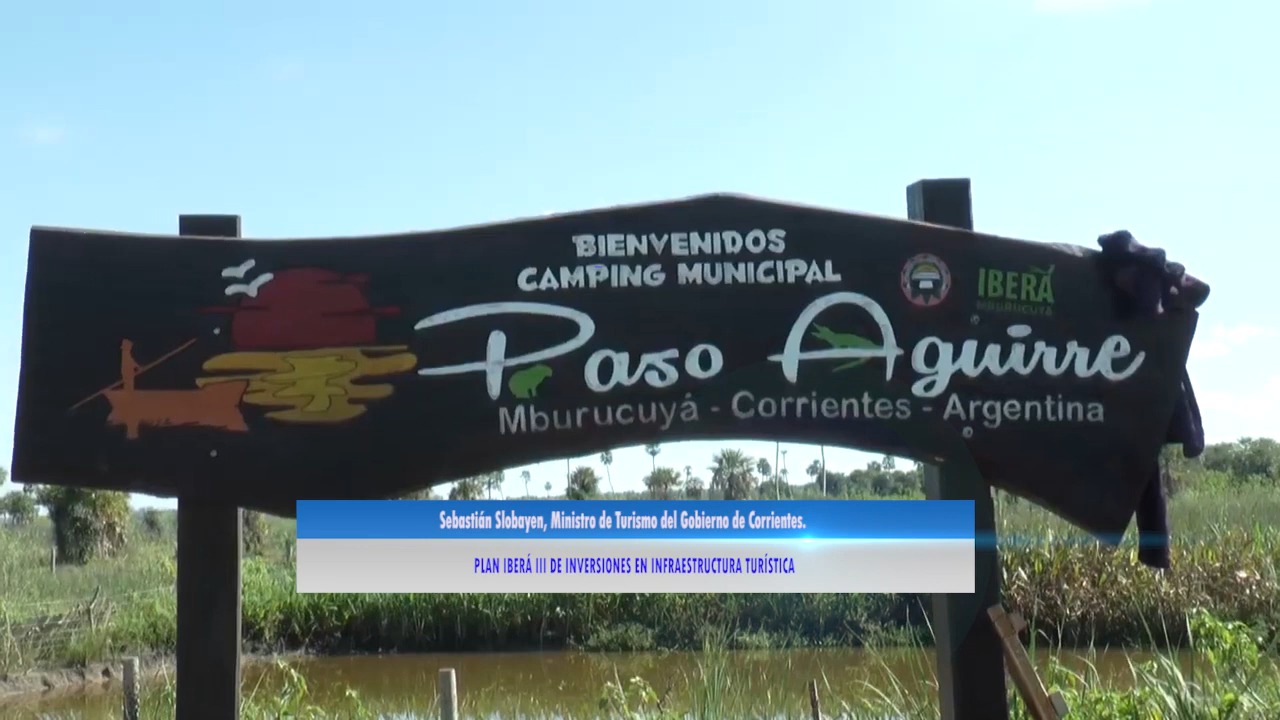 BIENVENIDOS
CAMPING MUNICIPAL
IBERÁ
MBURUCUYÁ
Paso Aguirre
Mburucuyá - Corrientes - Argentina
Sebastián Slobayen, Ministro de Turismo del Gobierno de Corrientes.
PLAN IBERÁ III DE INVERSIONES EN INFRAESTRUCTURA TURÍSTICA